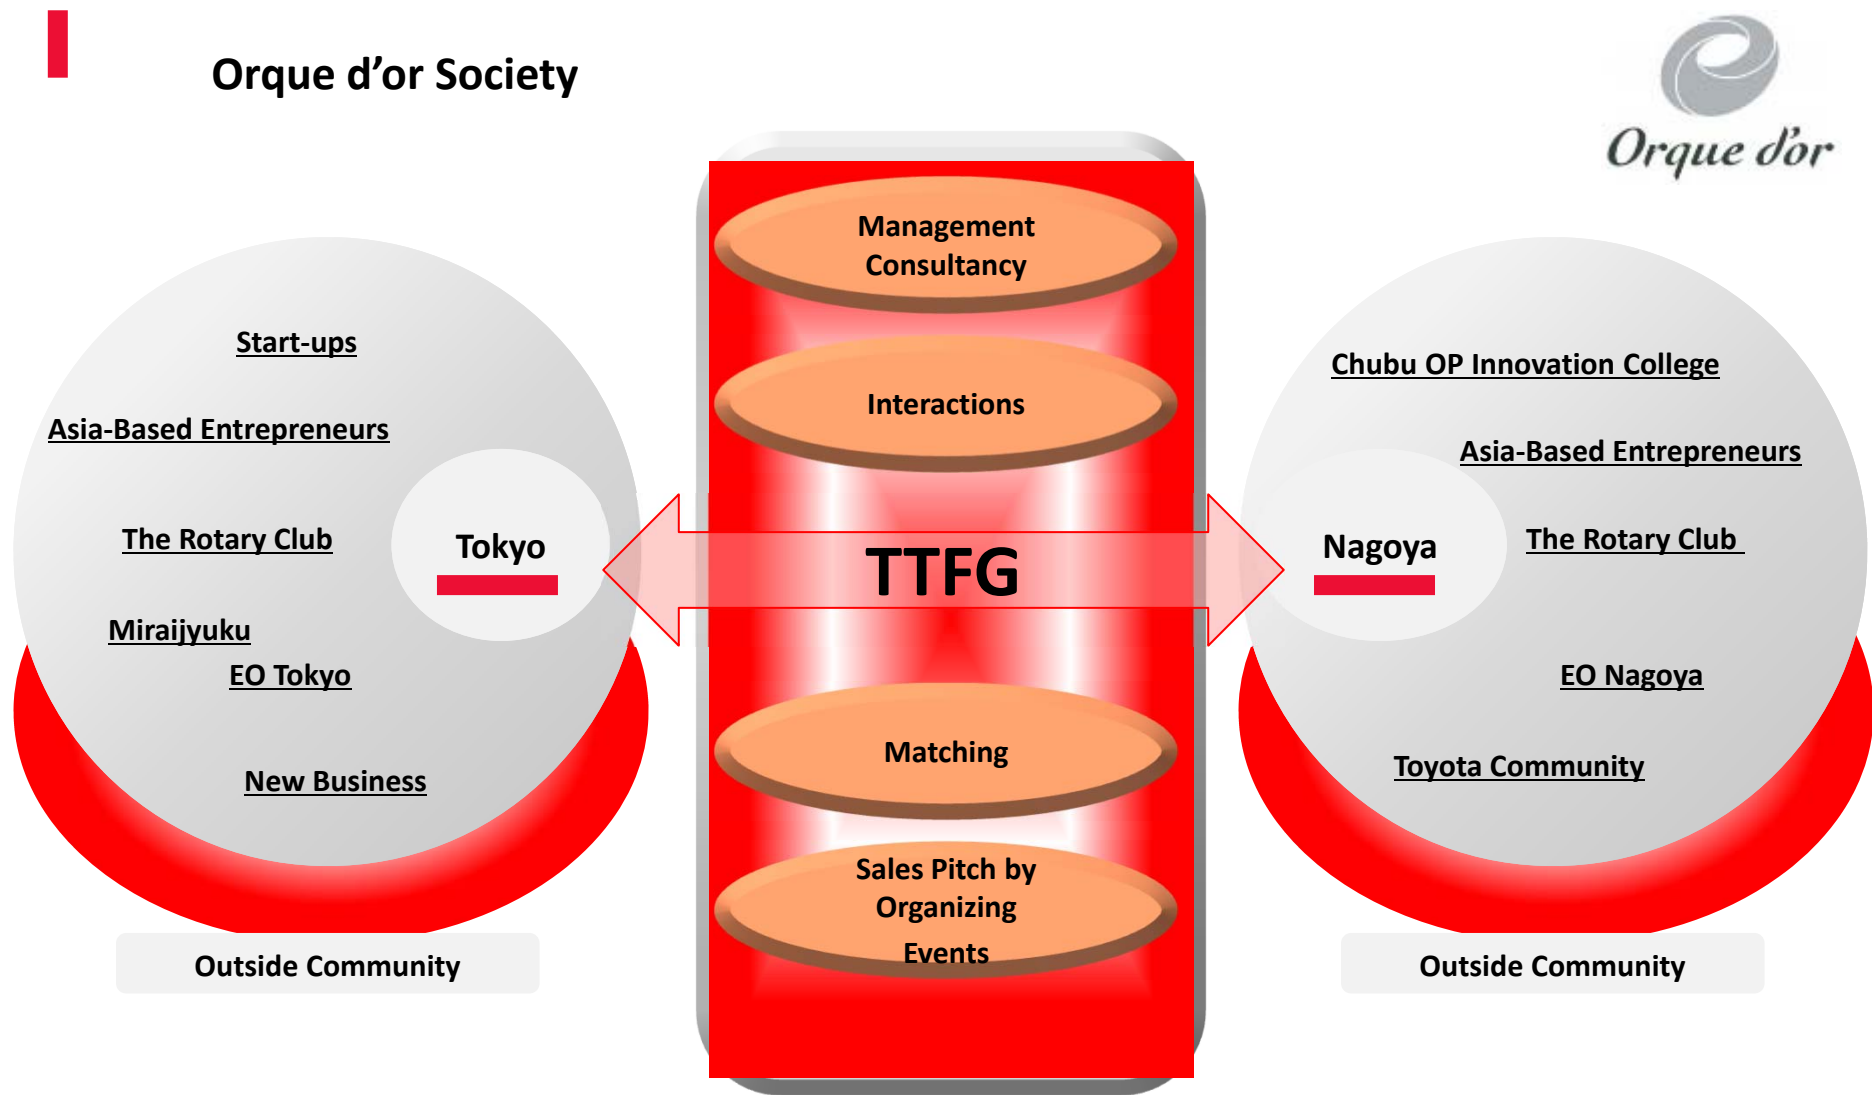 Orque d’or Society
Orque d'or
Start-ups
Asia-Based Entrepreneurs
The Rotary Club
Miraijyuku
EO Tokyo
New Business
Tokyo
Outside Community
Management
Consultancy
Interactions
TTFG
Matching
Sales Pitch by
Organizing
Events
Chubu OP Innovation College
Asia-Based Entrepreneurs
Nagoya
The Rotary Club
EO Nagoya
Toyota Community
Outside Community